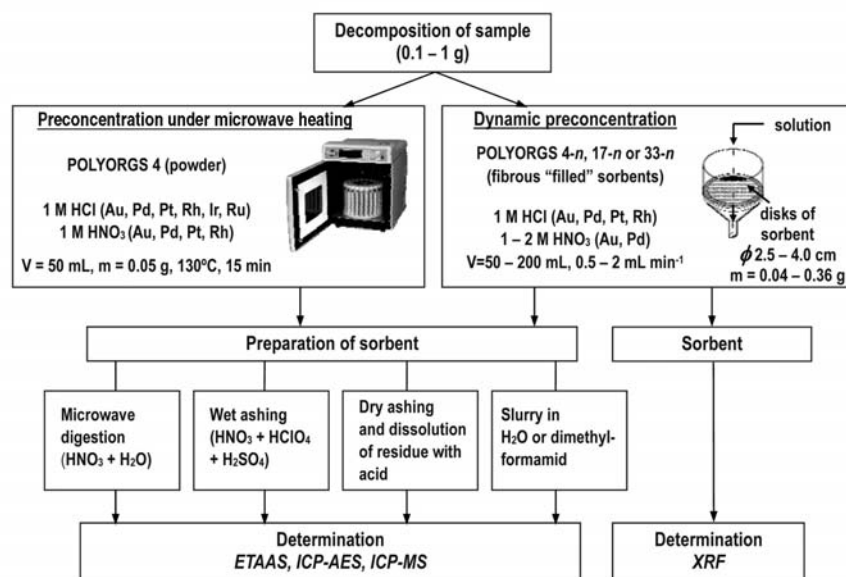 Decomposition of sample
(0.1 – 1 g)
Preconcentration under microwave heating
POLYORGS 4 (powder)
1 M HCl (Au, Pd, Pt, Rh, Ir, Ru)
1 M HNO₃ (Au, Pd, Pt, Rh)
V = 50 mL, m = 0.05 g, 130ºC, 15 min
Dynamic preconcentration
POLYORGS 4-n, 17-n or 33-n
(fibrous “filled” sorbents)
1 M HCl (Au, Pd, Pt, Rh)
1 – 2 M HNO₃ (Au, Pd)
V=50 – 200 mL, 0.5 – 2 mL min⁻¹
solution
disks of
sorbent
ϕ 2.5 – 4.0 cm
m = 0.04 – 0.36 g
Preparation of sorbent
Sorbent
Microwave
digestion
(HNO₃ + H₂O)
Wet ashing
(HNO₃ + HClO₄
+ H₂SO₄)
Dry ashing
and dissolution
of residue with
acid
Slurry in
H₂O or dimethyl-
formamid
Determination
ETAAS, ICP-AES, ICP-MS
Determination
XRF